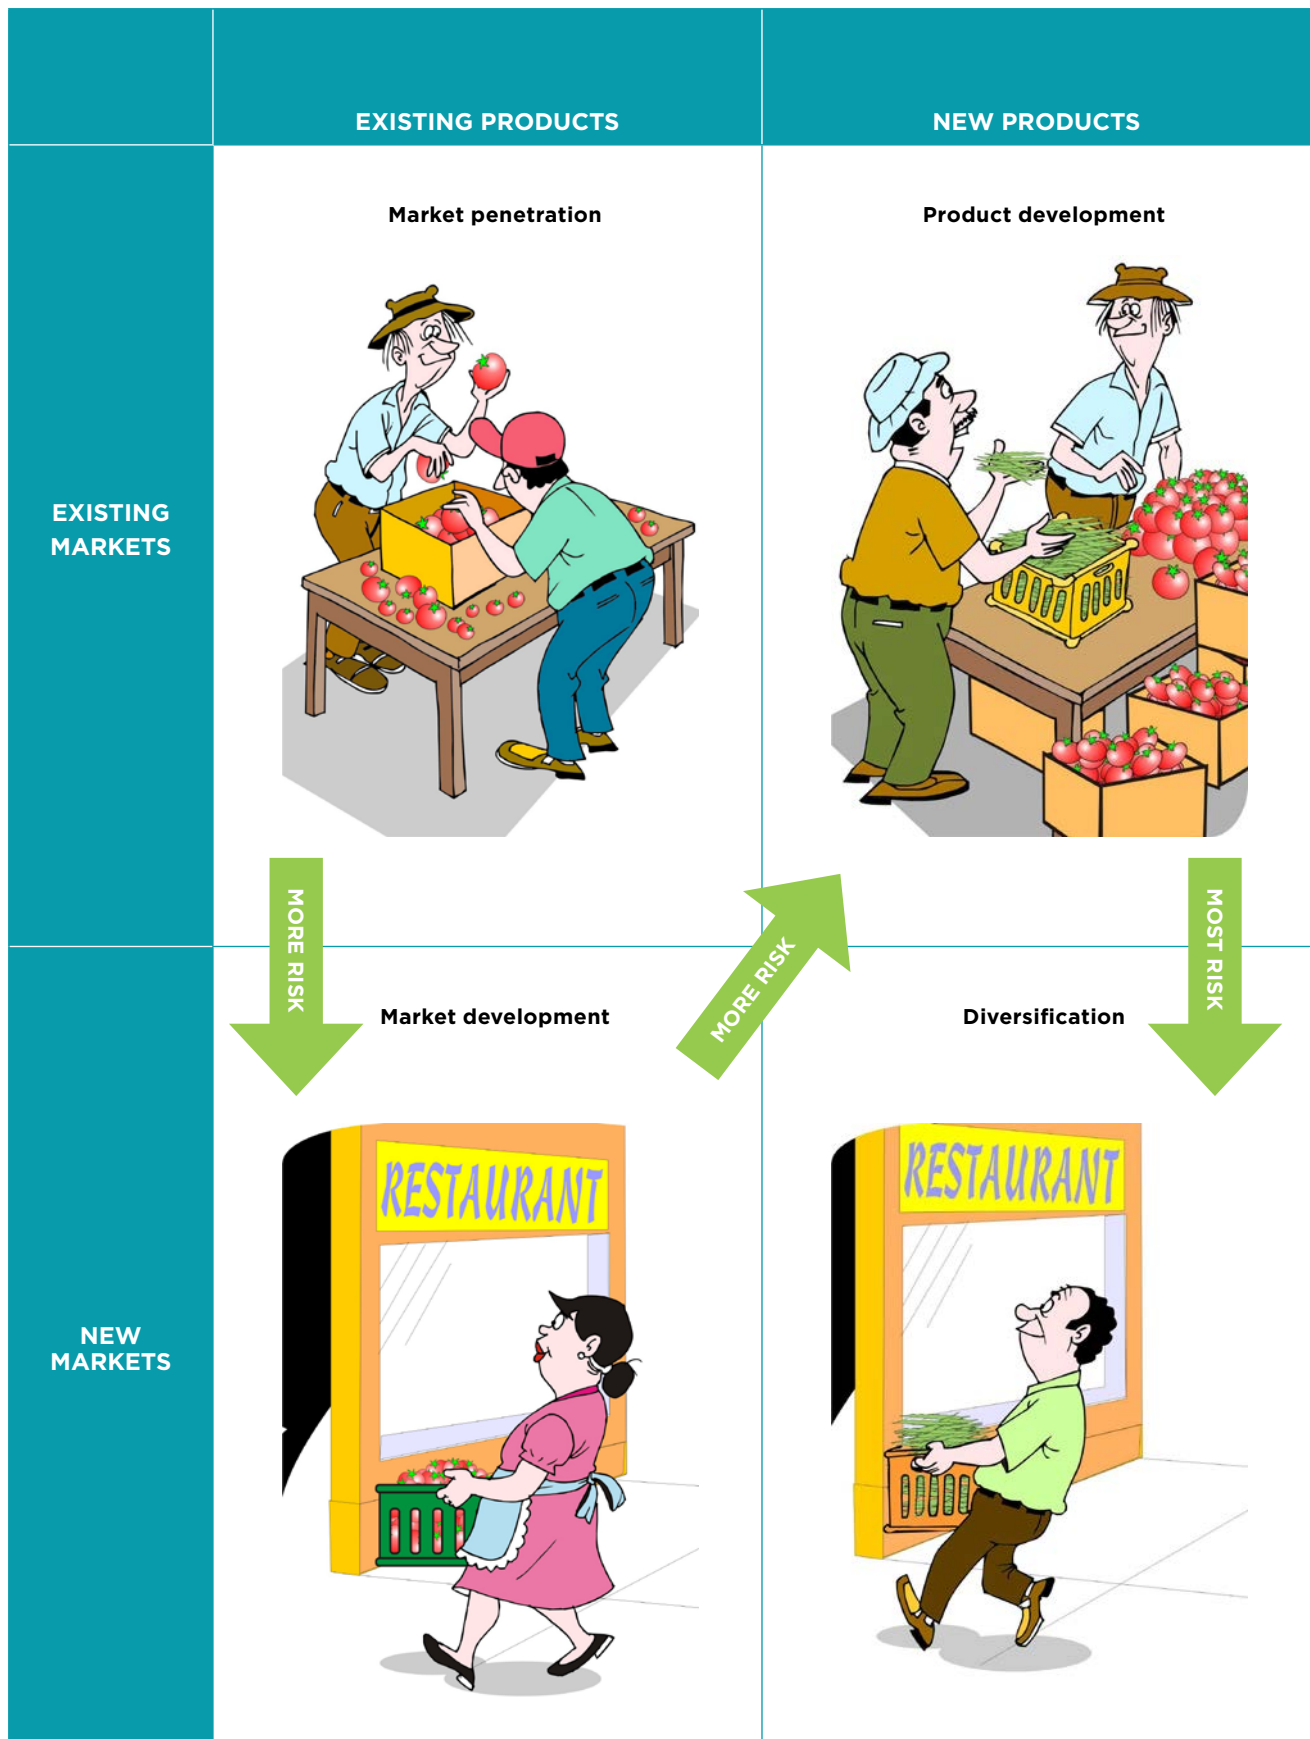 EXISTING PRODUCTS
NEW PRODUCTS
EXISTING
MARKETS
Market penetration
Product development
MORE RISK
MORE RISK
MOST RISK
NEW
MARKETS
Market development
Diversification
RESTAURANT
RESTAURANT